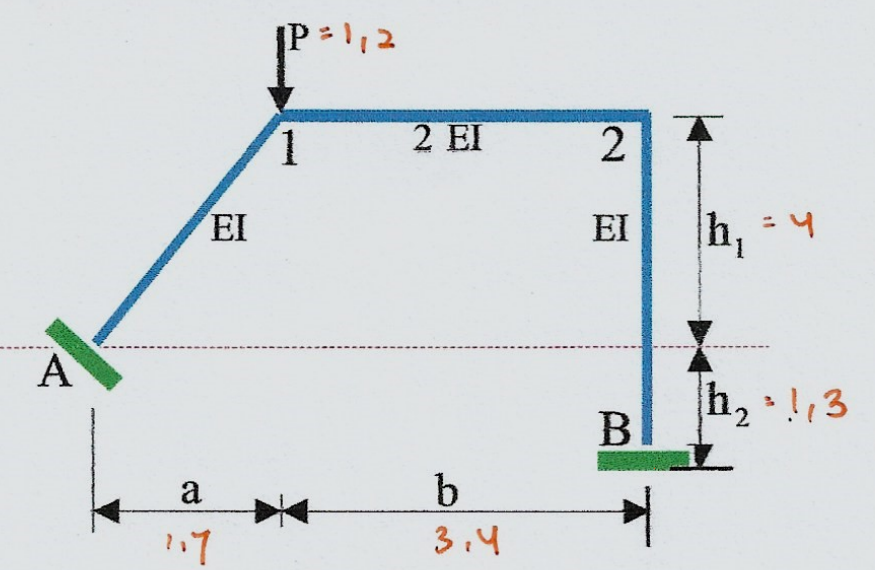 P = 1,2
1
2 EI
2
EI
EI
h₁ = 4
A
h₂ = 1,3
B
a
b
1,7
3,4